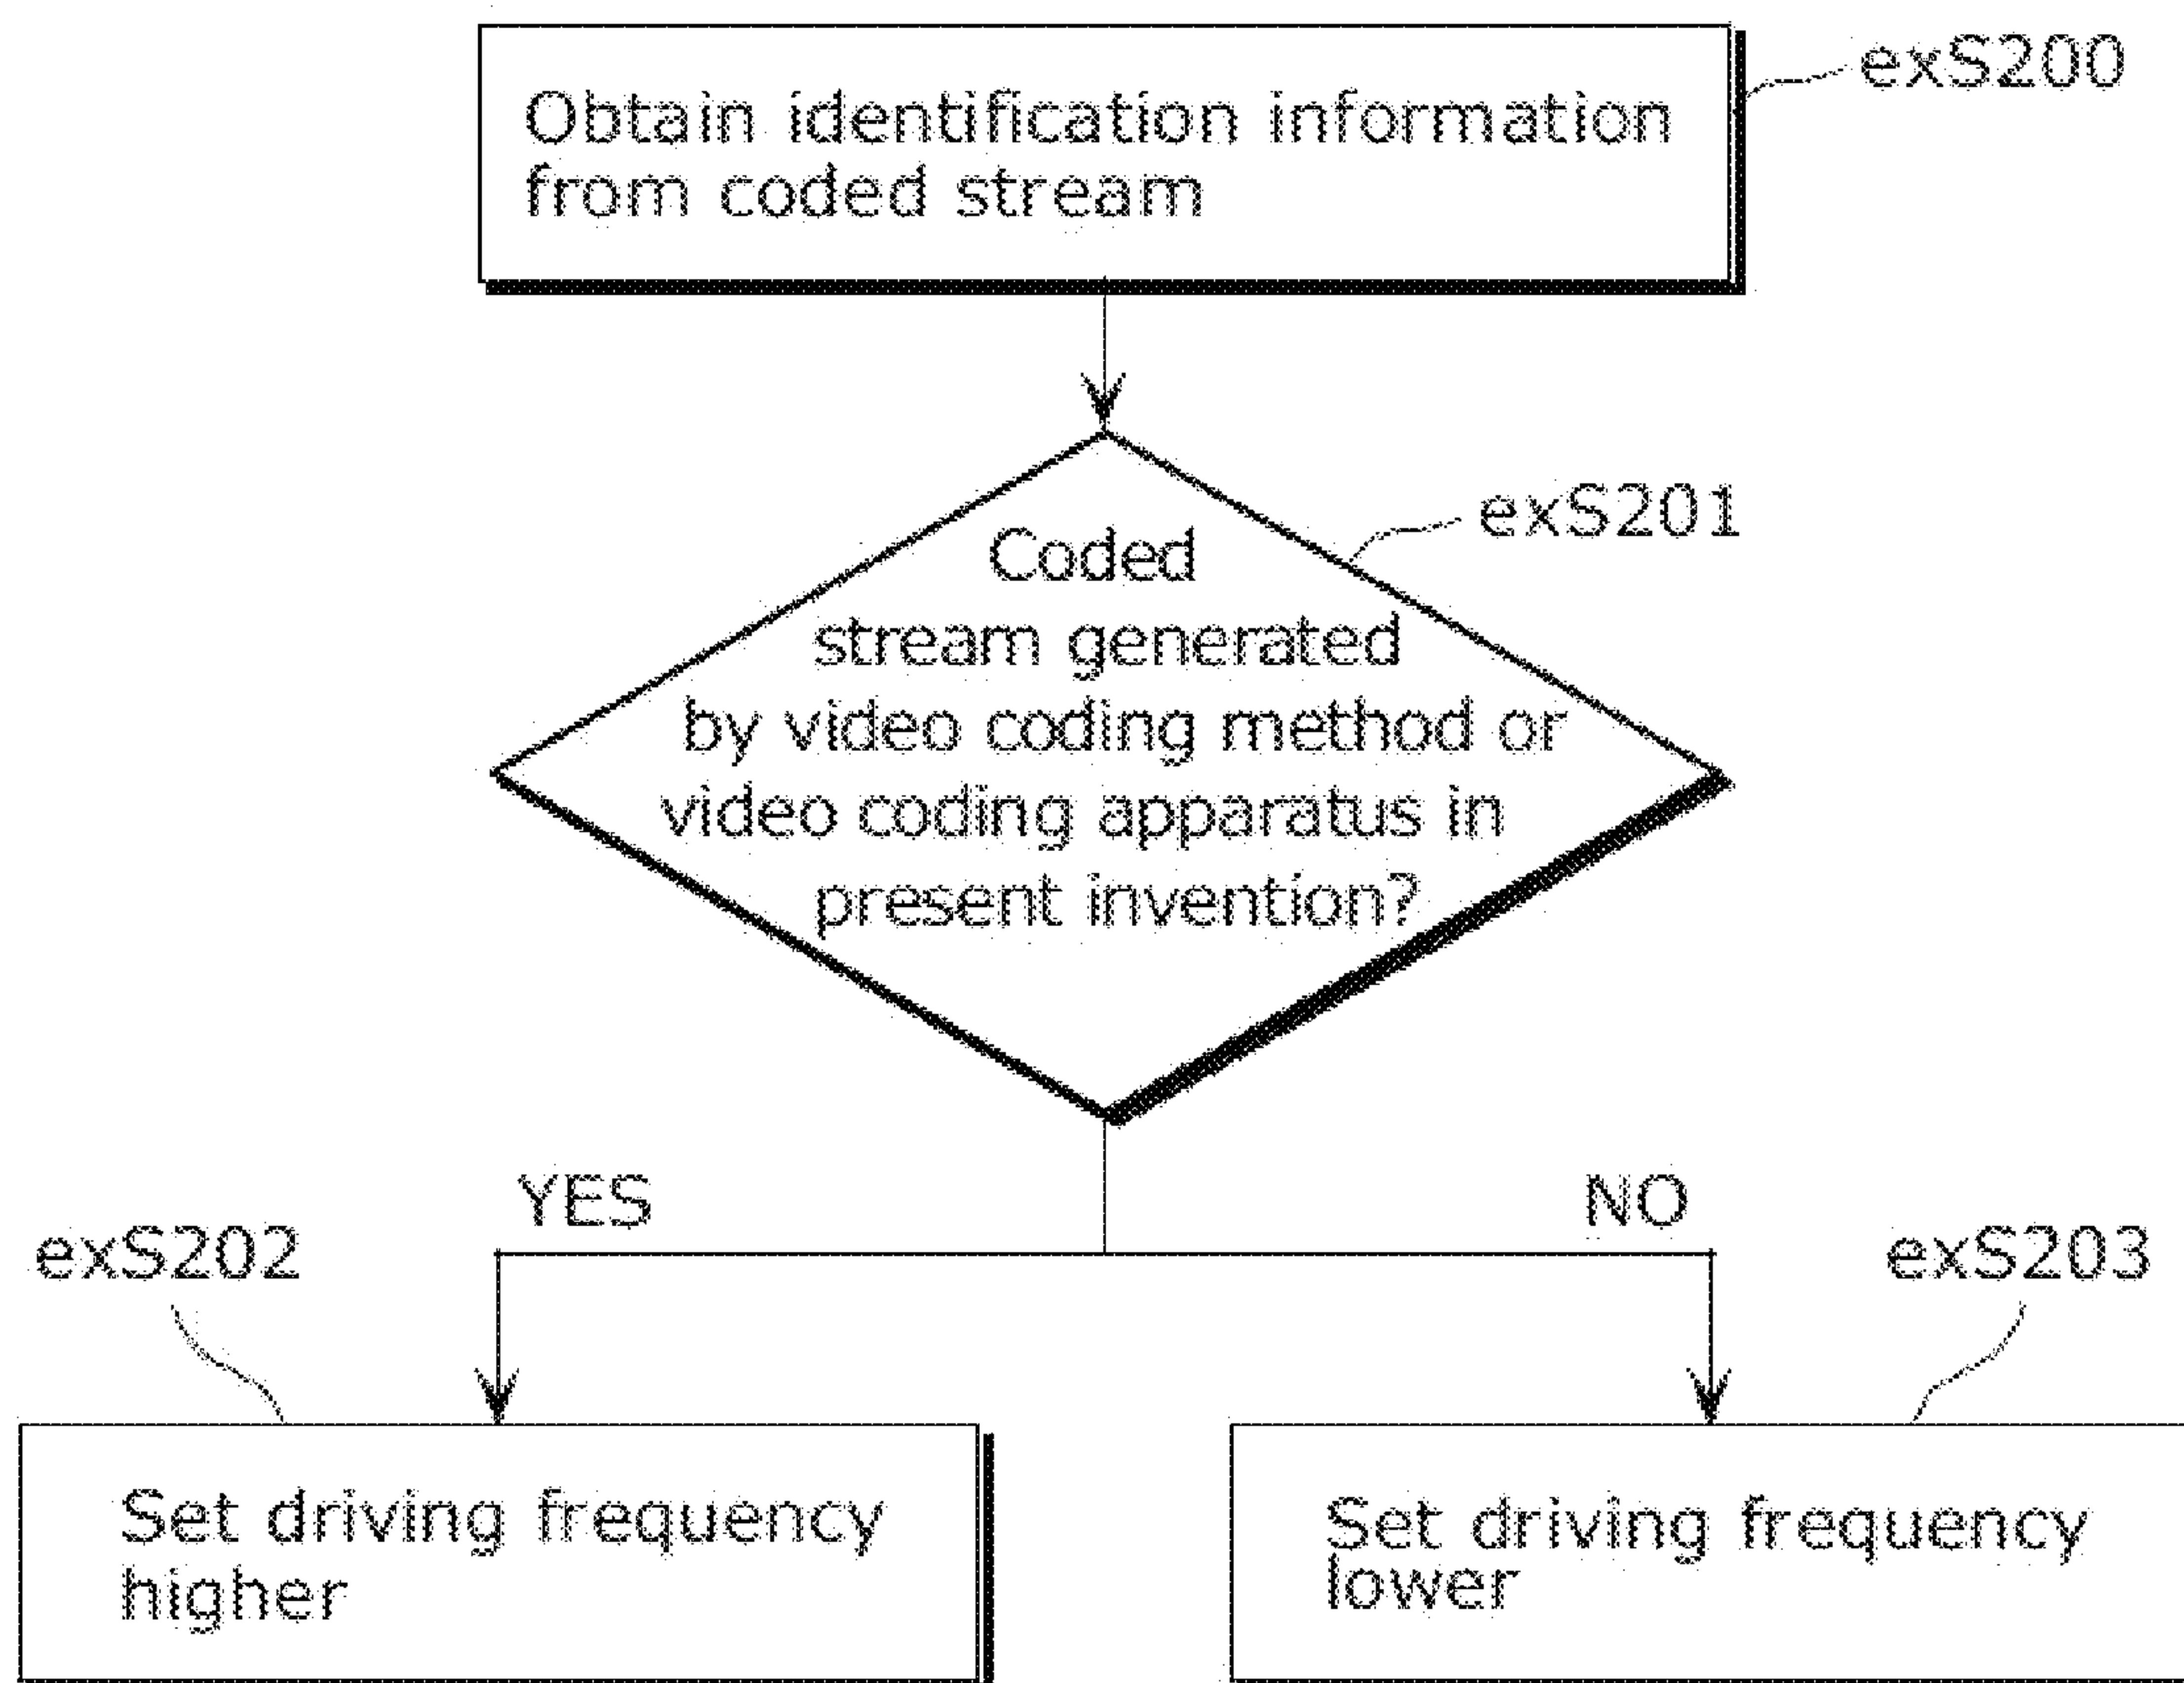 Obtain identification information
from coded stream
exS200
exS201
Coded
stream generated
by video coding method or
video coding apparatus in
present invention?
YES
NO
exS202
exS203
Set driving frequency
higher
Set driving frequency
lower